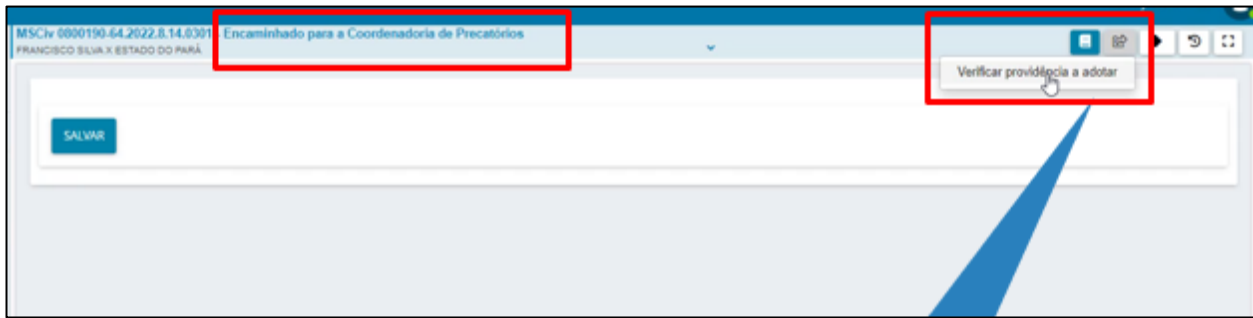 MSCiv 0800190-64.2022.8.14.0301 Encaminhado para a Coordenadoria de Precatórios
FRANCISCO SILVA X ESTADO DO PARÁ
Verificar providência a adotar
SALVAR